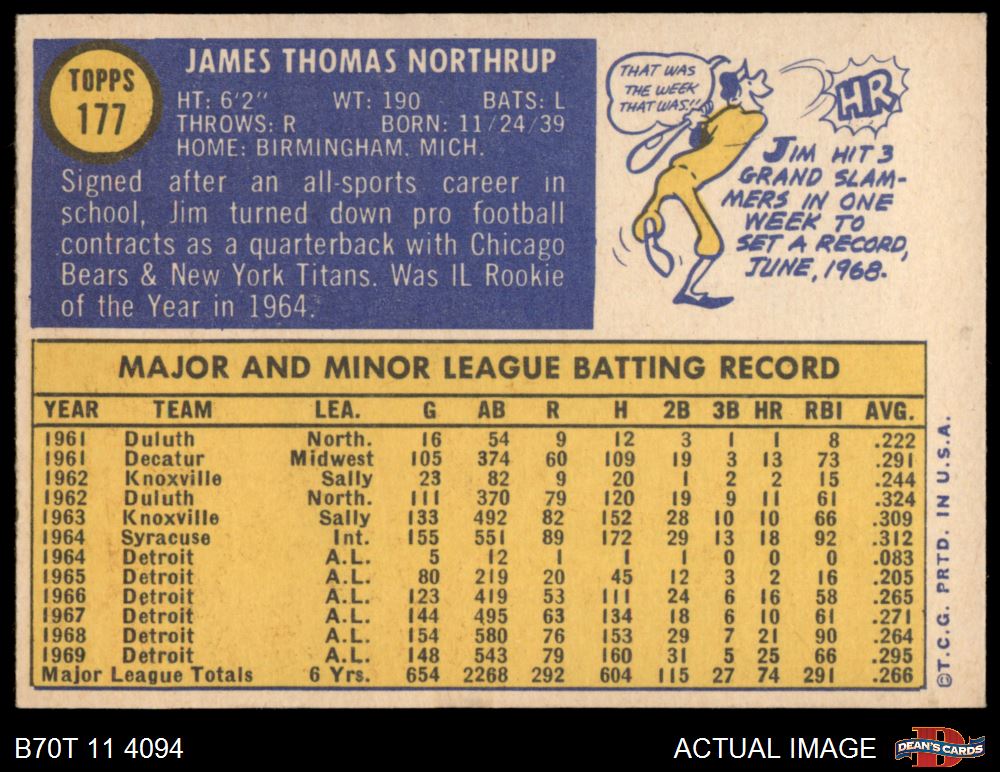 TOPPS
177
JAMES THOMAS NORTHRUP
HT: 6'2" WT: 190 BATS: L
THROWS: R BORN: 11/24/39
HOME: BIRMINGHAM, MICH.
Signed after an all-sports career in
school, Jim turned down pro football
contracts as a quarterback with Chicago
Bears & New York Titans. Was IL Rookie
of the Year in 1964.
THAT WAS
THE WEEK
THAT WAS!!
HR
JIM HIT 3
GRAND SLAM-
MERS IN ONE
WEEK TO
SET A RECORD,
JUNE, 1968.
MAJOR AND MINOR LEAGUE BATTING RECORD
YEAR TEAM LEA. G AB R H 2B 3B HR RBI AVG.
1961 Duluth North. 16 54 9 12 3 1 1 8 .222
1961 Decatur Midwest 105 374 60 109 19 3 13 73 .291
1962 Knoxville Sally 23 82 9 20 1 2 2 15 .244
1962 Duluth North. 111 370 79 120 19 9 11 61 .324
1963 Knoxville Sally 133 492 82 152 28 10 10 66 .309
1964 Syracuse Int. 155 551 89 172 29 13 18 92 .312
1964 Detroit A.L. 5 12 1 1 1 0 0 0 .083
1965 Detroit A.L. 80 219 20 45 12 3 2 16 .205
1966 Detroit A.L. 123 419 53 111 24 6 16 58 .265
1967 Detroit A.L. 144 495 63 134 18 6 10 61 .271
1968 Detroit A.L. 154 580 76 153 29 7 21 90 .264
1969 Detroit A.L. 148 543 79 160 31 5 25 66 .295
Major League Totals 6 Yrs. 654 2268 292 604 115 27 74 291 .266
©T.C.G. PRTD. IN U.S.A.
B70T 11 4094
ACTUAL IMAGE
D
DEAN'S CARDS